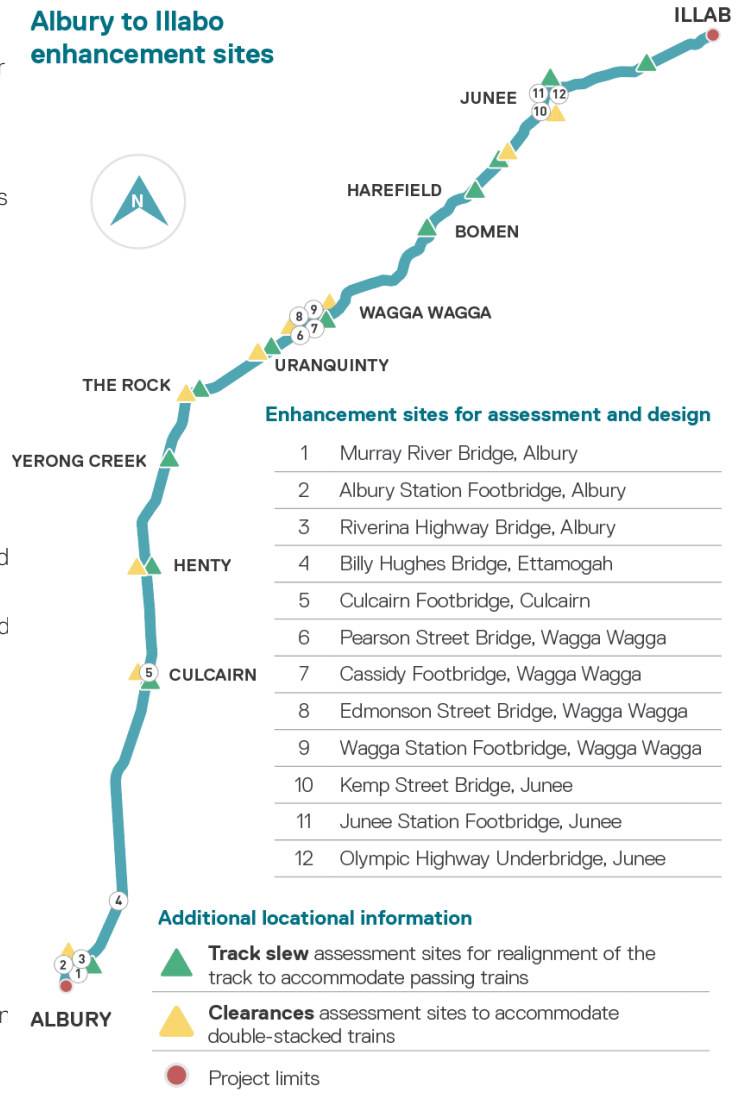 Albury to Illabo
enhancement sites
ILLAB
r
11
12
JUNEE
10
N
s
HAREFIELD
BOMEN
9
8
WAGGA WAGGA
7
6
URANQUINTY
THE ROCK
Enhancement sites for assessment and design
1 Murray River Bridge, Albury
YERONG CREEK
2 Albury Station Footbridge, Albury
3 Riverina Highway Bridge, Albury
d
HENTY
4 Billy Hughes Bridge, Ettamogah
5 Culcairn Footbridge, Culcairn
d
6 Pearson Street Bridge, Wagga Wagga
5
CULCAIRN
7 Cassidy Footbridge, Wagga Wagga
8 Edmonson Street Bridge, Wagga Wagga
9 Wagga Station Footbridge, Wagga Wagga
10 Kemp Street Bridge, Junee
11 Junee Station Footbridge, Junee
12 Olympic Highway Underbridge, Junee
4
Additional locational information
Track slew assessment sites for realignment of the
track to accommodate passing trains
3
2
1
n
ALBURY
Clearances assessment sites to accommodate
double-stacked trains
Project limits